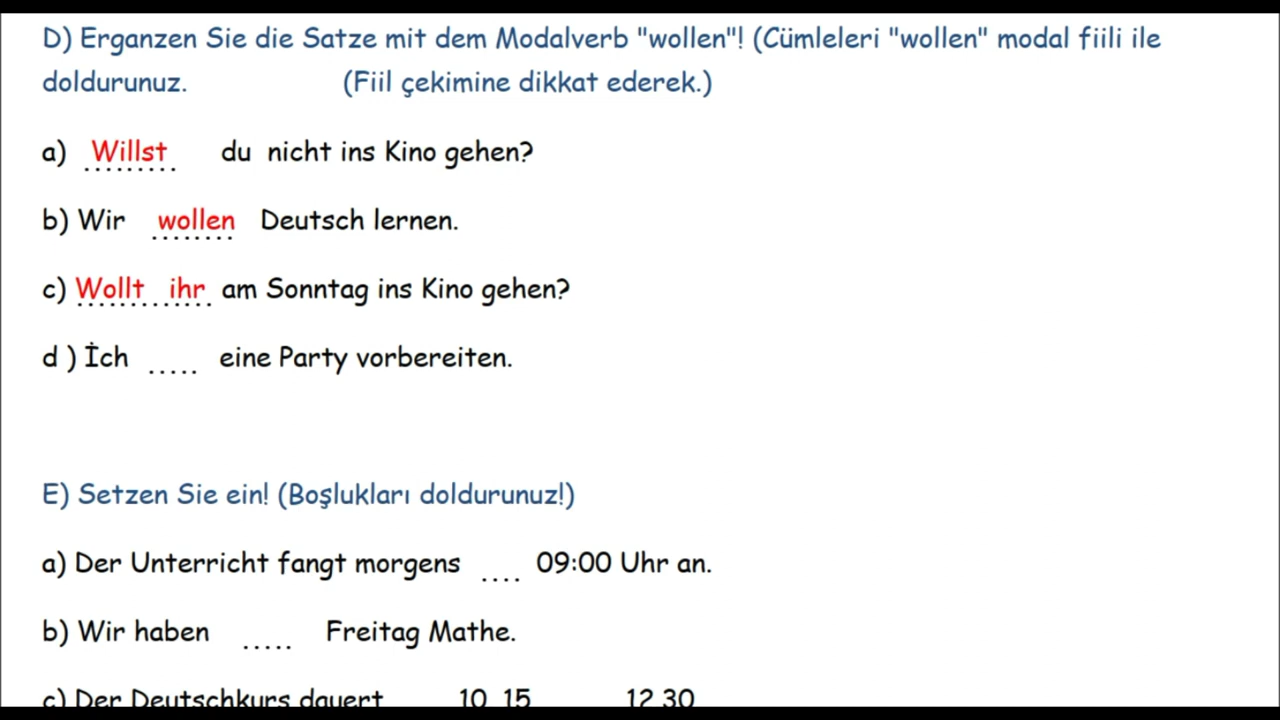 D) Erganzen Sie die Satze mit dem Modalverb "wollen"! (Cümleleri "wollen" modal fiili ile
doldurunuz. (Fiil çekimine dikkat ederek.)
a) Willst du nicht ins Kino gehen?
b) Wir wollen Deutsch lernen.
c) Wollt ihr am Sonntag ins Kino gehen?
d ) İch ..... eine Party vorbereiten.
E) Setzen Sie ein! (Boşlukları doldurunuz!)
a) Der Unterricht fangt morgens .... 09:00 Uhr an.
b) Wir haben ..... Freitag Mathe.
c) Der Deutschkurs dauert 10 15 12.30